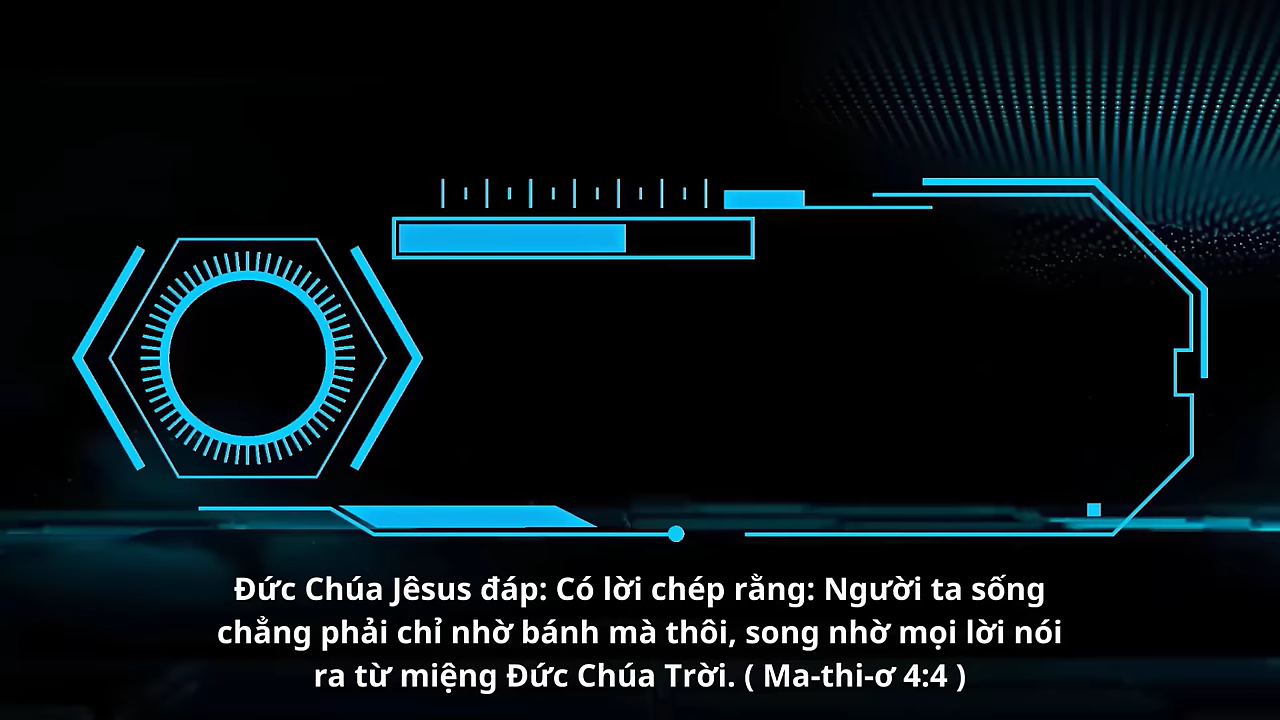 Đức Chúa Jêsus đáp: Có lời chép rằng: Người ta sống
chẳng phải chỉ nhờ bánh mà thôi, song nhờ mọi lời nói
ra từ miệng Đức Chúa Trời. ( Ma-thi-ơ 4:4 )